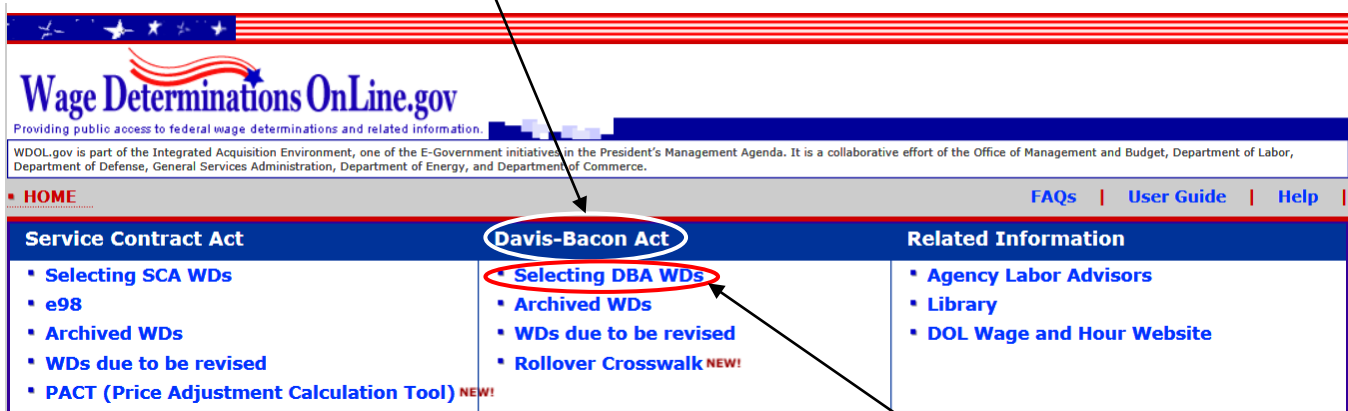 Wage Determinations OnLine.gov
Providing public access to federal wage determinations and related information.
WDOL.gov is part of the Integrated Acquisition Environment, one of the E-Government initiatives in the President's Management Agenda. It is a collaborative effort of the Office of Management and Budget, Department of Labor,
Department of Defense, General Services Administration, Department of Energy, and Department of Commerce.
HOME FAQs | User Guide | Help |
Service Contract Act
Selecting SCA WDs
e98
Archived WDs
WDs due to be revised
PACT (Price Adjustment Calculation Tool) NEW!
Davis-Bacon Act
Selecting DBA WDs
Archived WDs
WDs due to be revised
Rollover Crosswalk NEW!
Related Information
Agency Labor Advisors
Library
DOL Wage and Hour Website